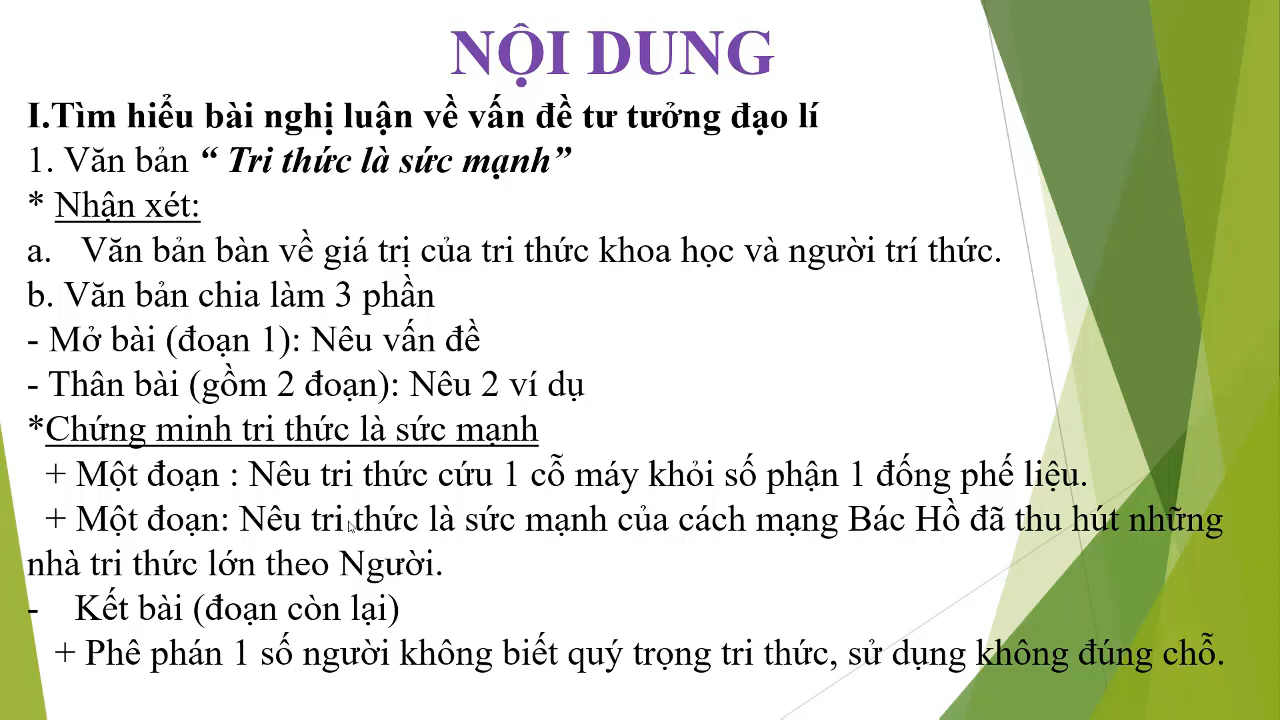 NỘI DUNG
I.Tìm hiểu bài nghị luận về vấn đề tư tưởng đạo lí
1. Văn bản “ Tri thức là sức mạnh”
* Nhận xét:
a. Văn bản bàn về giá trị của tri thức khoa học và người trí thức.
b. Văn bản chia làm 3 phần
- Mở bài (đoạn 1): Nêu vấn đề
- Thân bài (gồm 2 đoạn): Nêu 2 ví dụ
*Chứng minh tri thức là sức mạnh
+ Một đoạn : Nêu tri thức cứu 1 cỗ máy khỏi số phận 1 đống phế liệu.
+ Một đoạn: Nêu tri thức là sức mạnh của cách mạng Bác Hồ đã thu hút những
nhà tri thức lớn theo Người.
- Kết bài (đoạn còn lại)
+ Phê phán 1 số người không biết quý trọng tri thức, sử dụng không đúng chỗ.